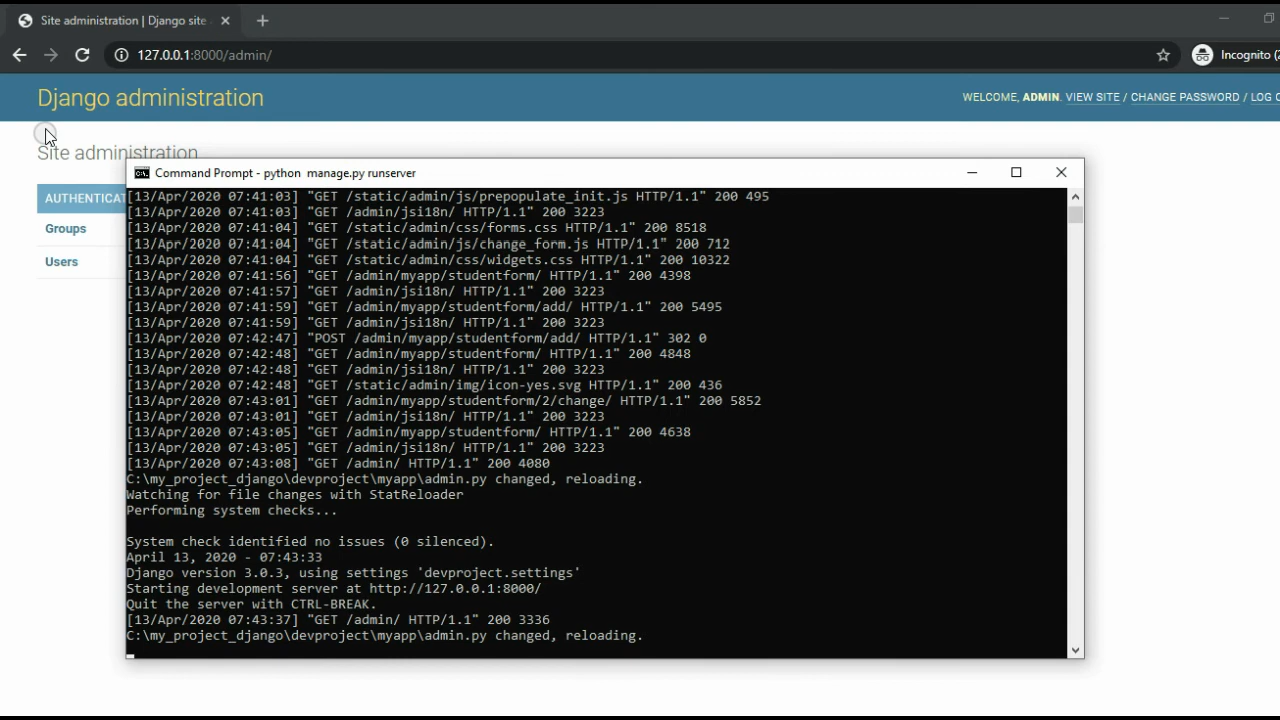 Site administration | Django site
127.0.0.1:8000/admin/
Incognito (2
Django administration
WELCOME, ADMIN. VIEW SITE / CHANGE PASSWORD / LOG
Site administration
Command Prompt - python  manage.py runserver
AUTHENTICAT
Groups
Users
[13/Apr/2020 07:41:03] "GET /static/admin/js/prepopulate_init.js HTTP/1.1" 200 495
[13/Apr/2020 07:41:03] "GET /admin/jsi18n/ HTTP/1.1" 200 3223
[13/Apr/2020 07:41:04] "GET /static/admin/css/forms.css HTTP/1.1" 200 8518
[13/Apr/2020 07:41:04] "GET /static/admin/js/change_form.js HTTP/1.1" 200 712
[13/Apr/2020 07:41:04] "GET /static/admin/css/widgets.css HTTP/1.1" 200 10322
[13/Apr/2020 07:41:56] "GET /admin/myapp/studentform/ HTTP/1.1" 200 4398
[13/Apr/2020 07:41:57] "GET /admin/jsi18n/ HTTP/1.1" 200 3223
[13/Apr/2020 07:41:59] "GET /admin/myapp/studentform/add/ HTTP/1.1" 200 5495
[13/Apr/2020 07:41:59] "GET /admin/jsi18n/ HTTP/1.1" 200 3223
[13/Apr/2020 07:42:47] "POST /admin/myapp/studentform/add/ HTTP/1.1" 302 0
[13/Apr/2020 07:42:48] "GET /admin/myapp/studentform/ HTTP/1.1" 200 4848
[13/Apr/2020 07:42:48] "GET /admin/jsi18n/ HTTP/1.1" 200 3223
[13/Apr/2020 07:42:48] "GET /static/admin/img/icon-yes.svg HTTP/1.1" 200 436
[13/Apr/2020 07:43:01] "GET /admin/myapp/studentform/2/change/ HTTP/1.1" 200 5852
[13/Apr/2020 07:43:01] "GET /admin/jsi18n/ HTTP/1.1" 200 3223
[13/Apr/2020 07:43:05] "GET /admin/myapp/studentform/ HTTP/1.1" 200 4638
[13/Apr/2020 07:43:05] "GET /admin/jsi18n/ HTTP/1.1" 200 3223
[13/Apr/2020 07:43:08] "GET /admin/ HTTP/1.1" 200 4080
C:\my_project_django\devproject\myapp\admin.py changed, reloading.
Watching for file changes with StatReloader
Performing system checks...
System check identified no issues (0 silenced).
April 13, 2020 - 07:43:33
Django version 3.0.3, using settings 'devproject.settings'
Starting development server at http://127.0.0.1:8000/
Quit the server with CTRL-BREAK.
[13/Apr/2020 07:43:37] "GET /admin/ HTTP/1.1" 200 3336
C:\my_project_django\devproject\myapp\admin.py changed, reloading.